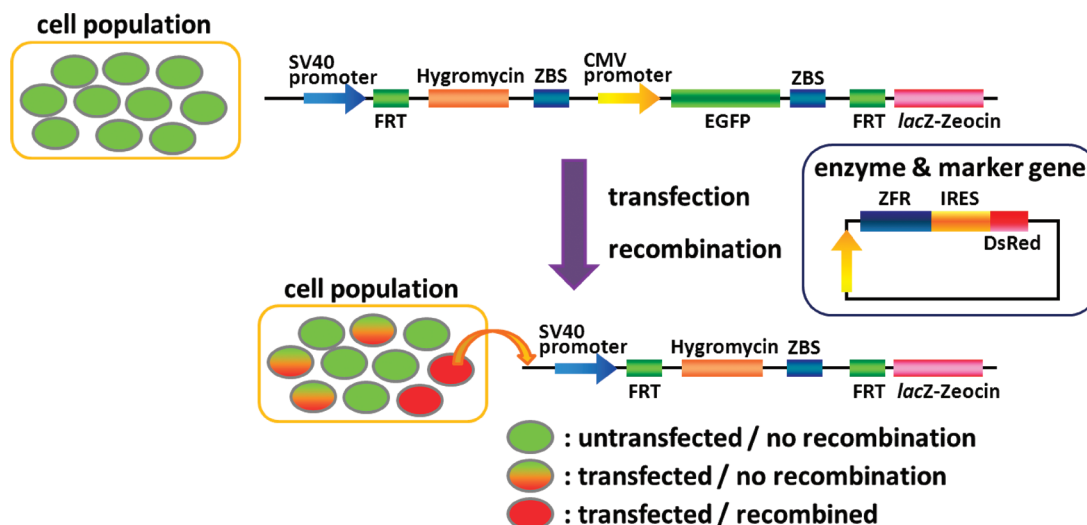 cell population
SV40
promoter
Hygromycin
ZBS
CMV
promoter
ZBS
FRT
EGFP
FRT
lacZ-Zeocin
transfection
recombination
enzyme & marker gene
ZFR
IRES
DsRed
cell population
SV40
promoter
Hygromycin
ZBS
FRT
FRT
lacZ-Zeocin
: untransfected / no recombination
: transfected / no recombination
: transfected / recombined